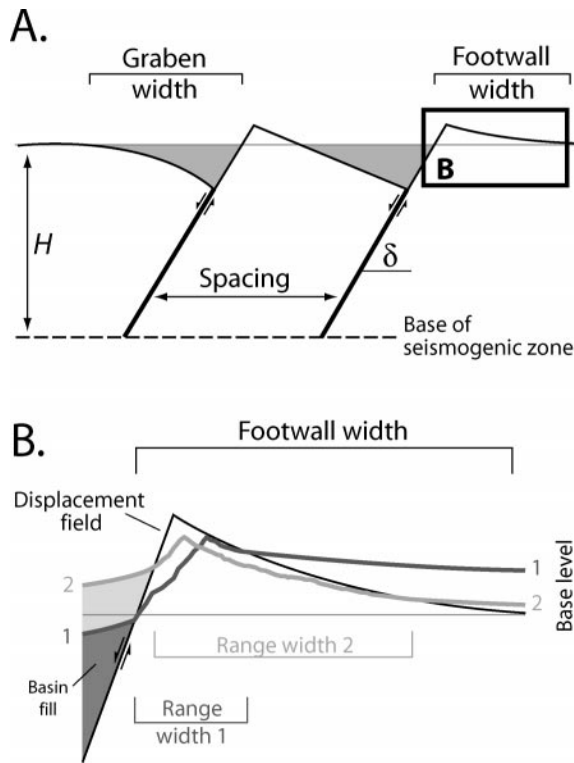 A.
Graben
width
Footwall
width
B
H
Spacing
δ
Base of
seismogenic zone
B.
Footwall width
Displacement
field
2
1
1
2
Base level
Range width 2
Basin
fill
Range
width 1